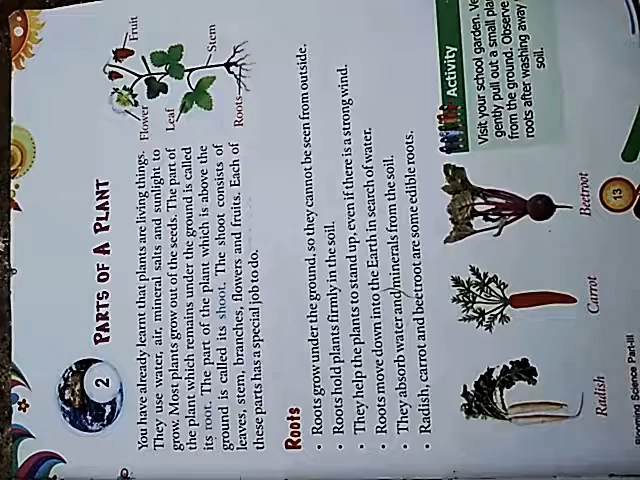 2
PARTS OF A PLANT
You have already learnt that plants are living things.
They use water, air, mineral salts and sunlight to
grow. Most plants grow out of the seeds. The part of
the plant which remains under the ground is called
its root. The part of the plant which is above the
ground is called its shoot. The shoot consists of
leaves, stem, branches, flowers and fruits. Each of
these parts has a special job to do.
Fruit
Flower
Stem
Leaf
Roots
Roots
• Roots grow under the ground, so they cannot be seen from outside.
• Roots hold plants firmly in the soil.
• They help the plants to stand up, even if there is a strong wind.
• Roots move down into the Earth in search of water.
• They absorb water and minerals from the soil.
• Radish, carrot and beetroot are some edible roots.
Radish
Carrot
Beetroot
Activity
Visit your school garden.
gently pull out a small
from the ground. Observe
roots after washing away
soil.
Science Part-III
13